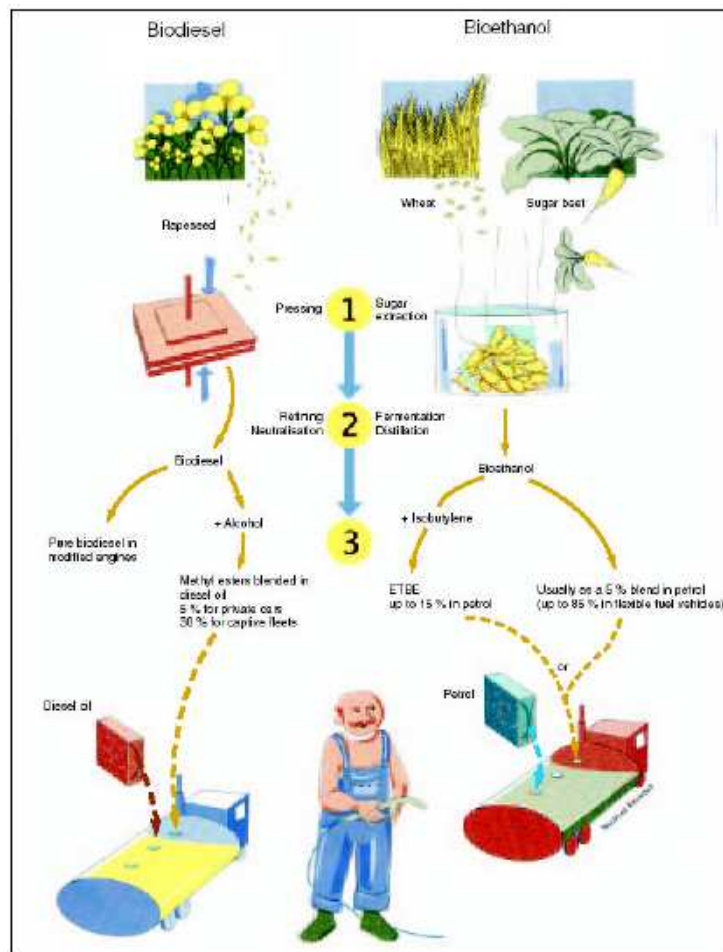 Biodiesel
Bioethanol
Rapeseed
Wheat
Sugar beet
Pressing
1
Sugar
extraction
Refining
Neutralisation
2
Fermentation
Distillation
Biodiesel
Bioethanol
+ Alcohol
+ Isobutylene
3
Pure biodiesel in
modified engines
Methyl esters blended in
diesel oil
5 % for private cars
30 % for captive fleets
ETBE
up to 15 % in petrol
Usually as a 5 % blend in petrol
(up to 85 % in flexible fuel vehicles)
or
Diesel oil
Petrol